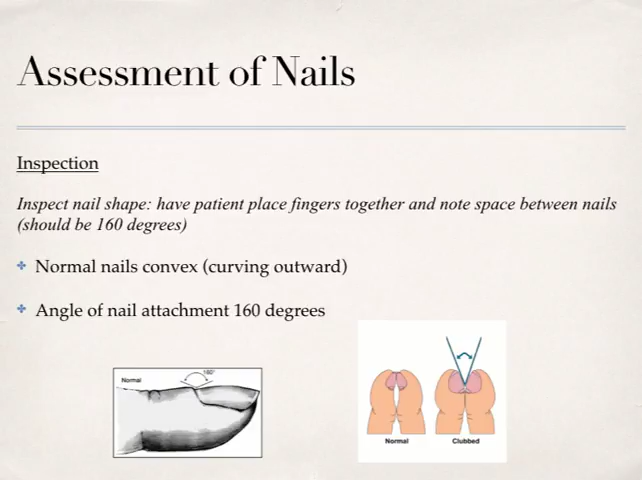 Assessment of Nails
Inspection
Inspect nail shape: have patient place fingers together and note space between nails
(should be 160 degrees)
Normal nails convex (curving outward)
Angle of nail attachment 160 degrees
Normal
160°
Normal
Clubbed